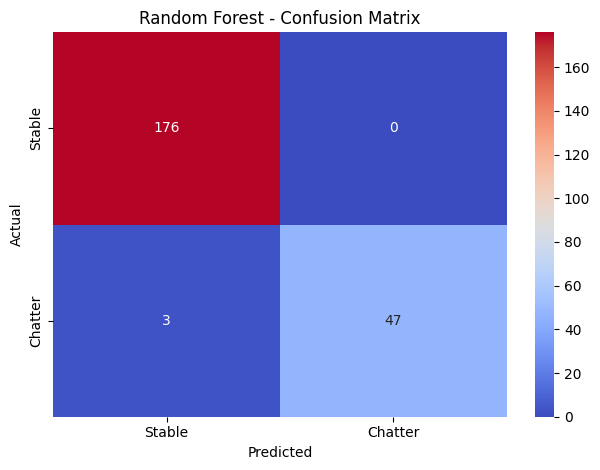 Random Forest - Confusion Matrix
Actual
Stable
Chatter
176
0
3
47
Stable
Chatter
Predicted
160
140
120
100
80
60
40
20
0